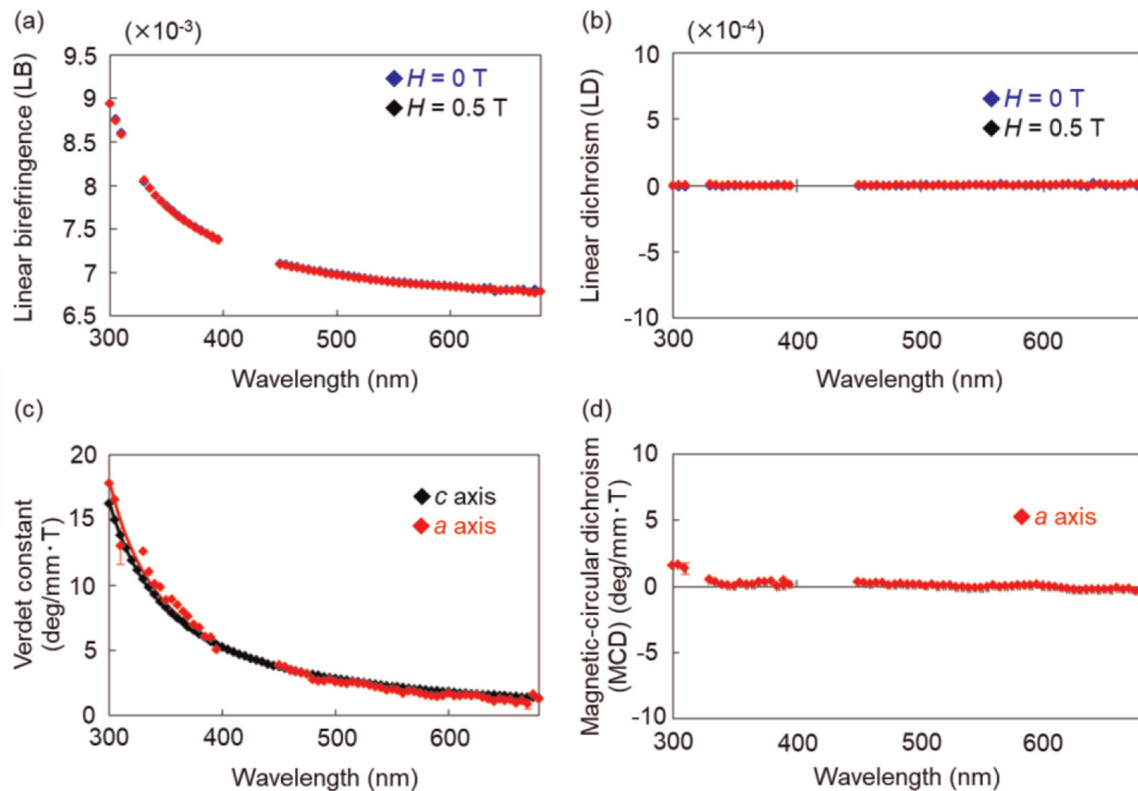 (a)
(×10⁻³)
Linear birefringence (LB)
9.5
9
8.5
8
7.5
7
6.5
300
400
500
600
Wavelength (nm)
H = 0 T
H = 0.5 T
(b)
(×10⁻⁴)
Linear dichroism (LD)
10
5
0
-5
-10
300
400
500
600
Wavelength (nm)
H = 0 T
H = 0.5 T
(c)
Verdet constant
(deg/mm・T)
20
15
10
5
0
300
400
500
600
Wavelength (nm)
c axis
a axis
(d)
Magnetic-circular dichroism
(MCD) (deg/mm・T)
10
5
0
-5
-10
300
400
500
600
Wavelength (nm)
a axis